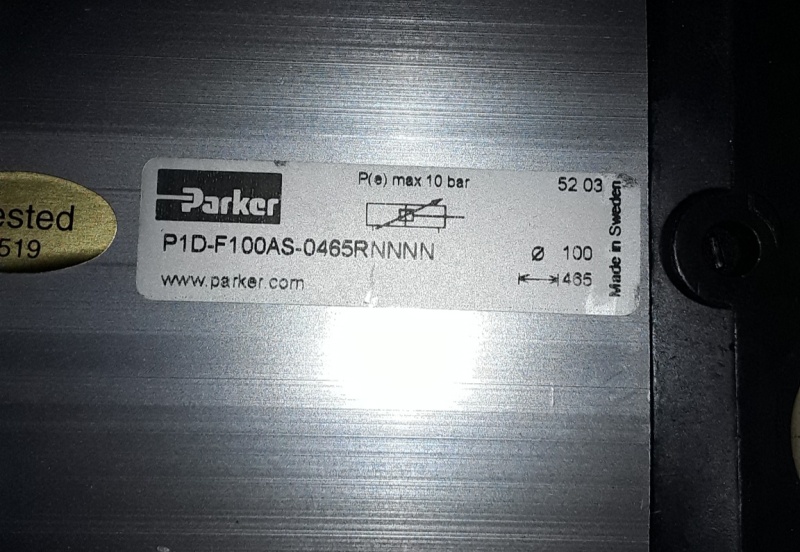 ested
519
Parker
P(e) max 10 bar
52 03
P1D-F100AS-0465RNNNN
Ø 100
465
www.parker.com
Made in Sweden